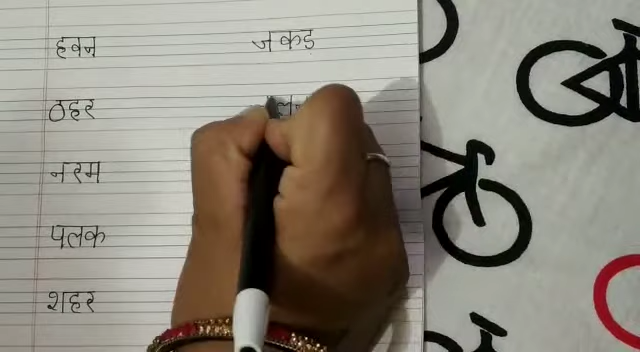 हवन जकड़
ठहर
नरम
पलक
शहर